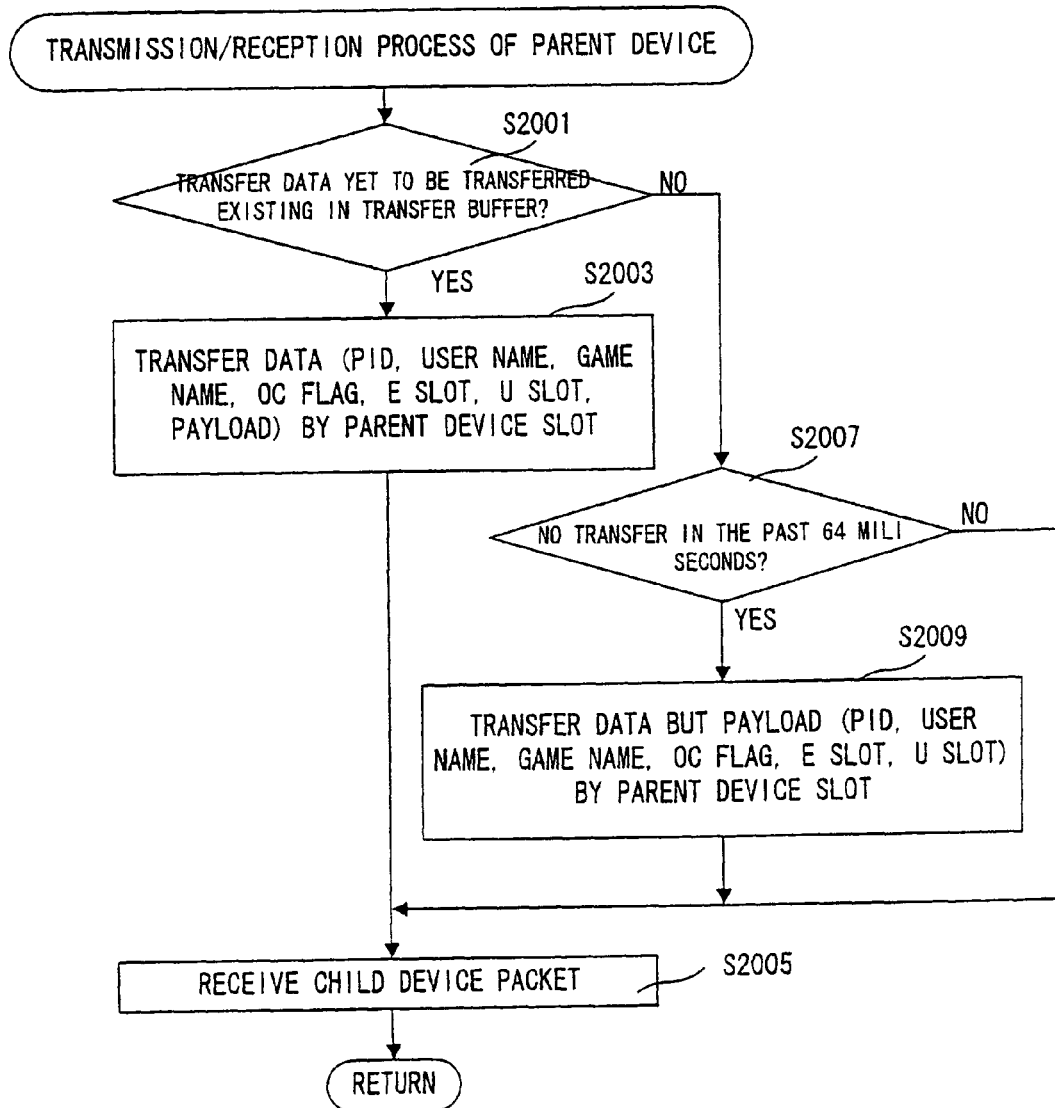 TRANSMISSION/RECEPTION PROCESS OF PARENT DEVICE
S2001
TRANSFER DATA YET TO BE TRANSFERRED
EXISTING IN TRANSFER BUFFER?
NO
YES
S2003
TRANSFER DATA (PID, USER NAME, GAME
NAME, OC FLAG, E SLOT, U SLOT,
PAYLOAD) BY PARENT DEVICE SLOT
S2007
NO TRANSFER IN THE PAST 64 MILI
SECONDS?
NO
YES
S2009
TRANSFER DATA BUT PAYLOAD (PID, USER
NAME, GAME NAME, OC FLAG, E SLOT, U SLOT)
BY PARENT DEVICE SLOT
RECEIVE CHILD DEVICE PACKET
S2005
RETURN